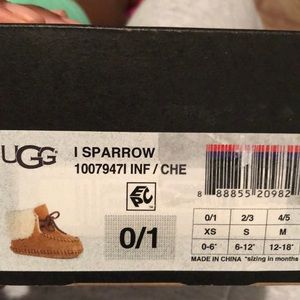 UGG
I SPARROW
1007947I INF / CHE
0/1
8 88855 20982
0/1 2/3 4/5
XS S M
0-6" 6-12" 12-18"
MADE IN CHINA "sizing in months